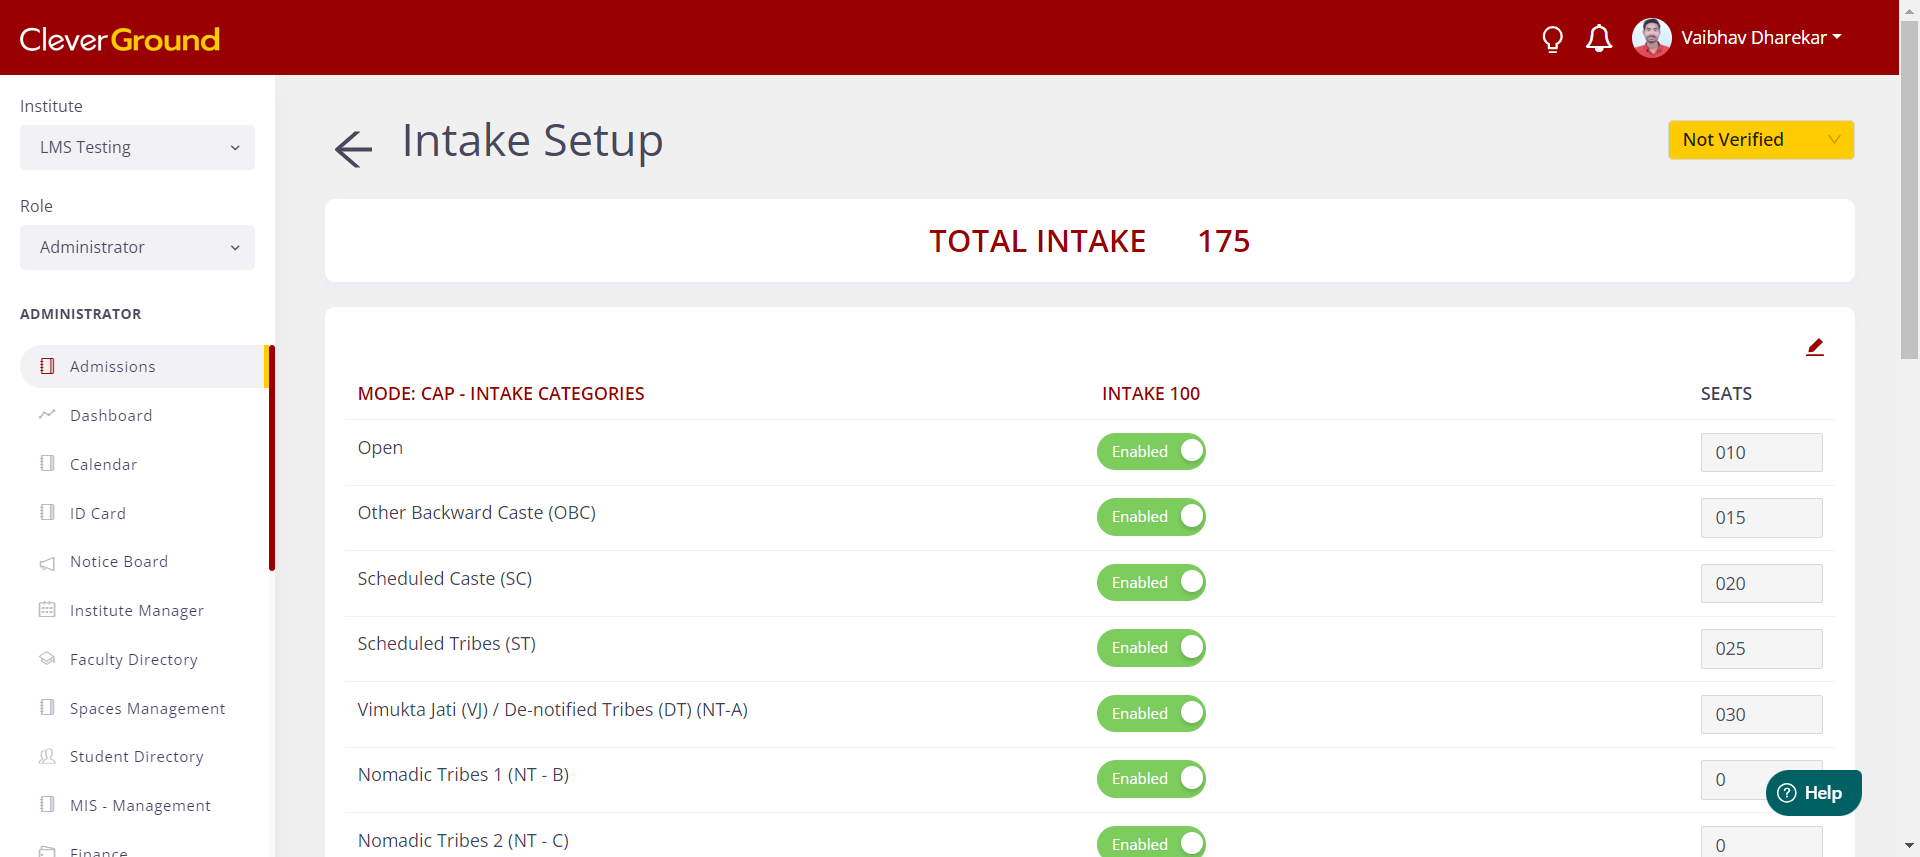 CleverGround
Vaibhav Dharekar
Institute
LMS Testing
Role
Administrator
ADMINISTRATOR
Admissions
Dashboard
Calendar
ID Card
Notice Board
Institute Manager
Faculty Directory
Spaces Management
Student Directory
MIS - Management
Finance
Intake Setup
Not Verified
TOTAL INTAKE 175
MODE: CAP - INTAKE CATEGORIES INTAKE 100 SEATS
Open Enabled 010
Other Backward Caste (OBC) Enabled 015
Scheduled Caste (SC) Enabled 020
Scheduled Tribes (ST) Enabled 025
Vimukta Jati (VJ) / De-notified Tribes (DT) (NT-A) Enabled 030
Nomadic Tribes 1 (NT - B) Enabled 0
Nomadic Tribes 2 (NT - C) Enabled 0
? Help